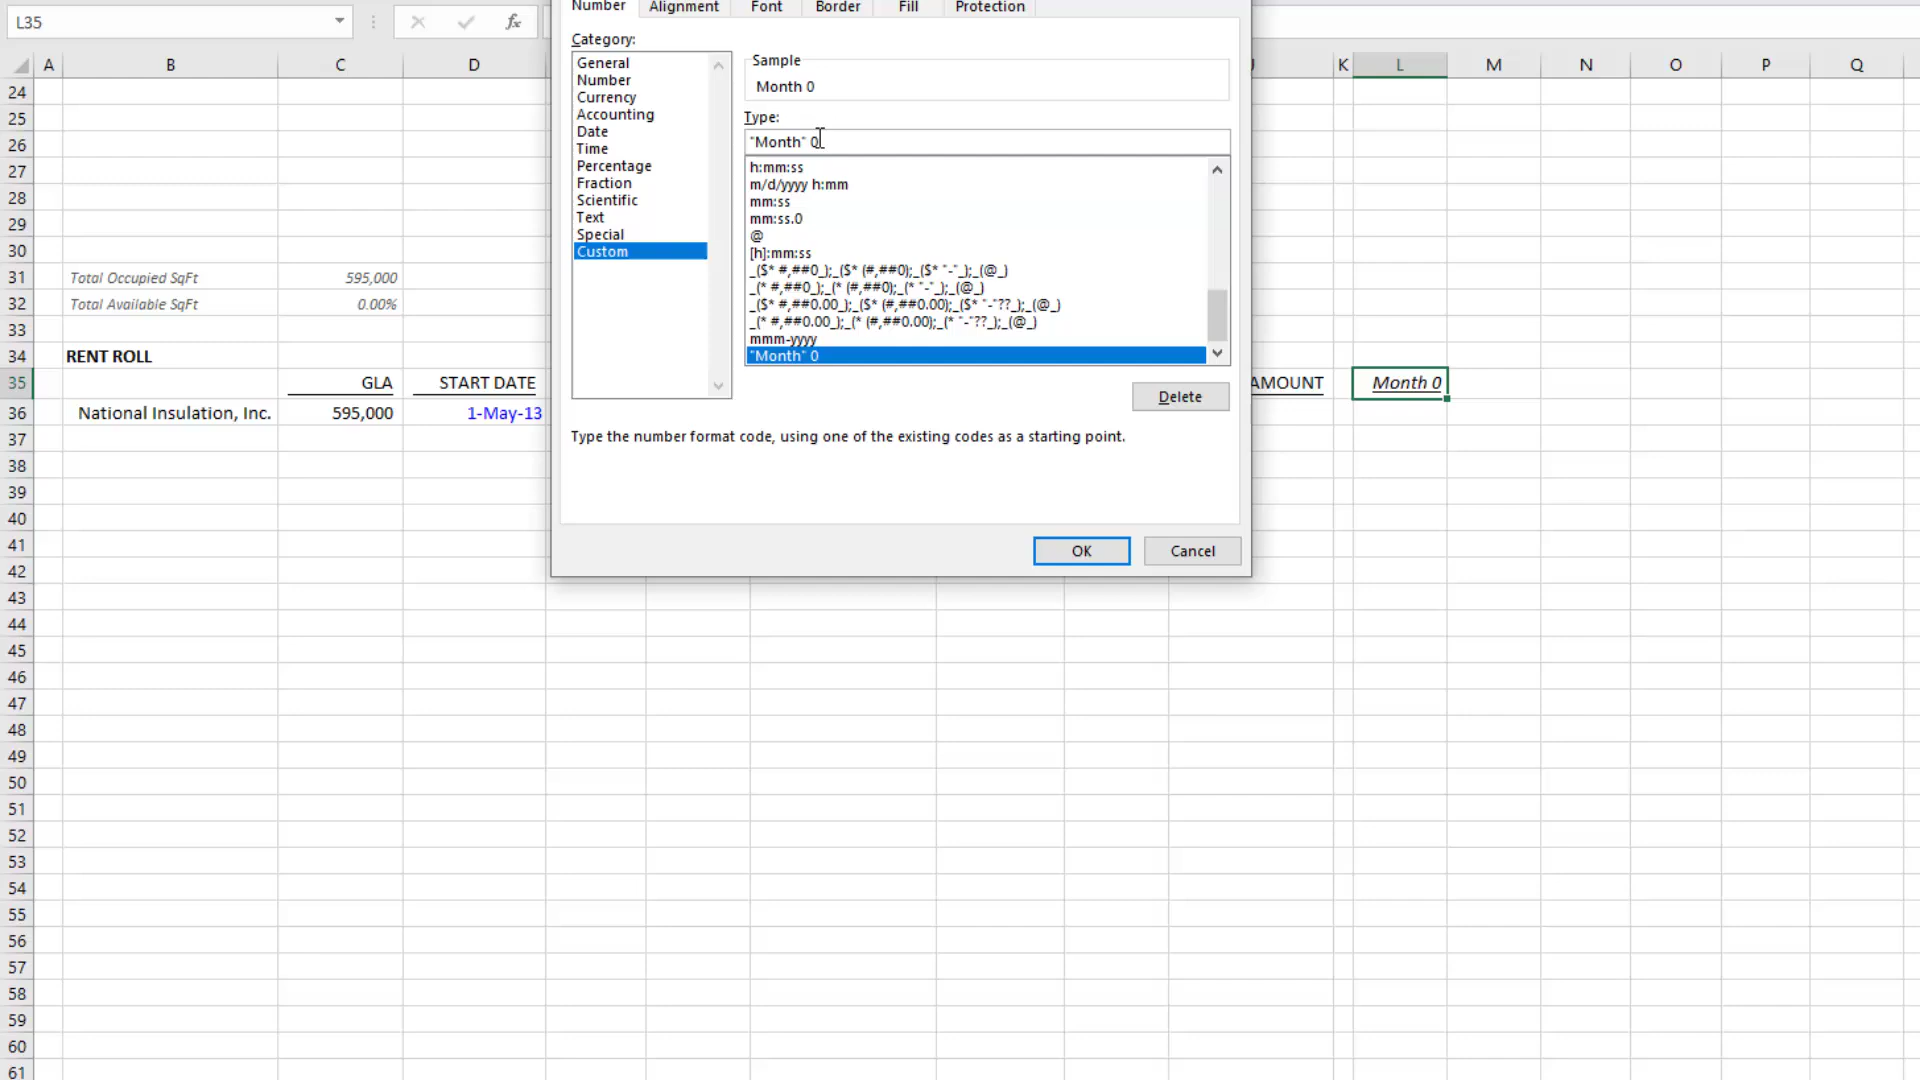 L35
fx
Number Alignment Font Border Fill Protection
Category:
General
Number
Currency
Accounting
Date
Time
Percentage
Fraction
Scientific
Text
Special
Custom
Sample
Month 0
Type:
"Month" 0
h:mm:ss
m/d/yyyy h:mm
mm:ss
mm:ss.0
@
[h]:mm:ss
_($* #,##0_);_($* (#,##0);_($* "-"_);_(@_)
_(* #,##0_);_(* (#,##0);_(* "-"_);_(@_)
_($* #,##0.00_);_($* (#,##0.00);_($* "-"??_);_(@_)
_(* #,##0.00_);_(* (#,##0.00);_(* "-"??_);_(@_)
mmm-yyyy
"Month" 0
Delete
Type the number format code, using one of the existing codes as a starting point.
OK Cancel
A B C D K L M N O P Q
24
25
26
27
28
29
30
31 Total Occupied SqFt 595,000
32 Total Available SqFt 0.00%
33
34 RENT ROLL
35 GLA START DATE AMOUNT Month 0
36 National Insulation, Inc. 595,000 1-May-13
37
38
39
40
41
42
43
44
45
46
47
48
49
50
51
52
53
54
55
56
57
58
59
60
61